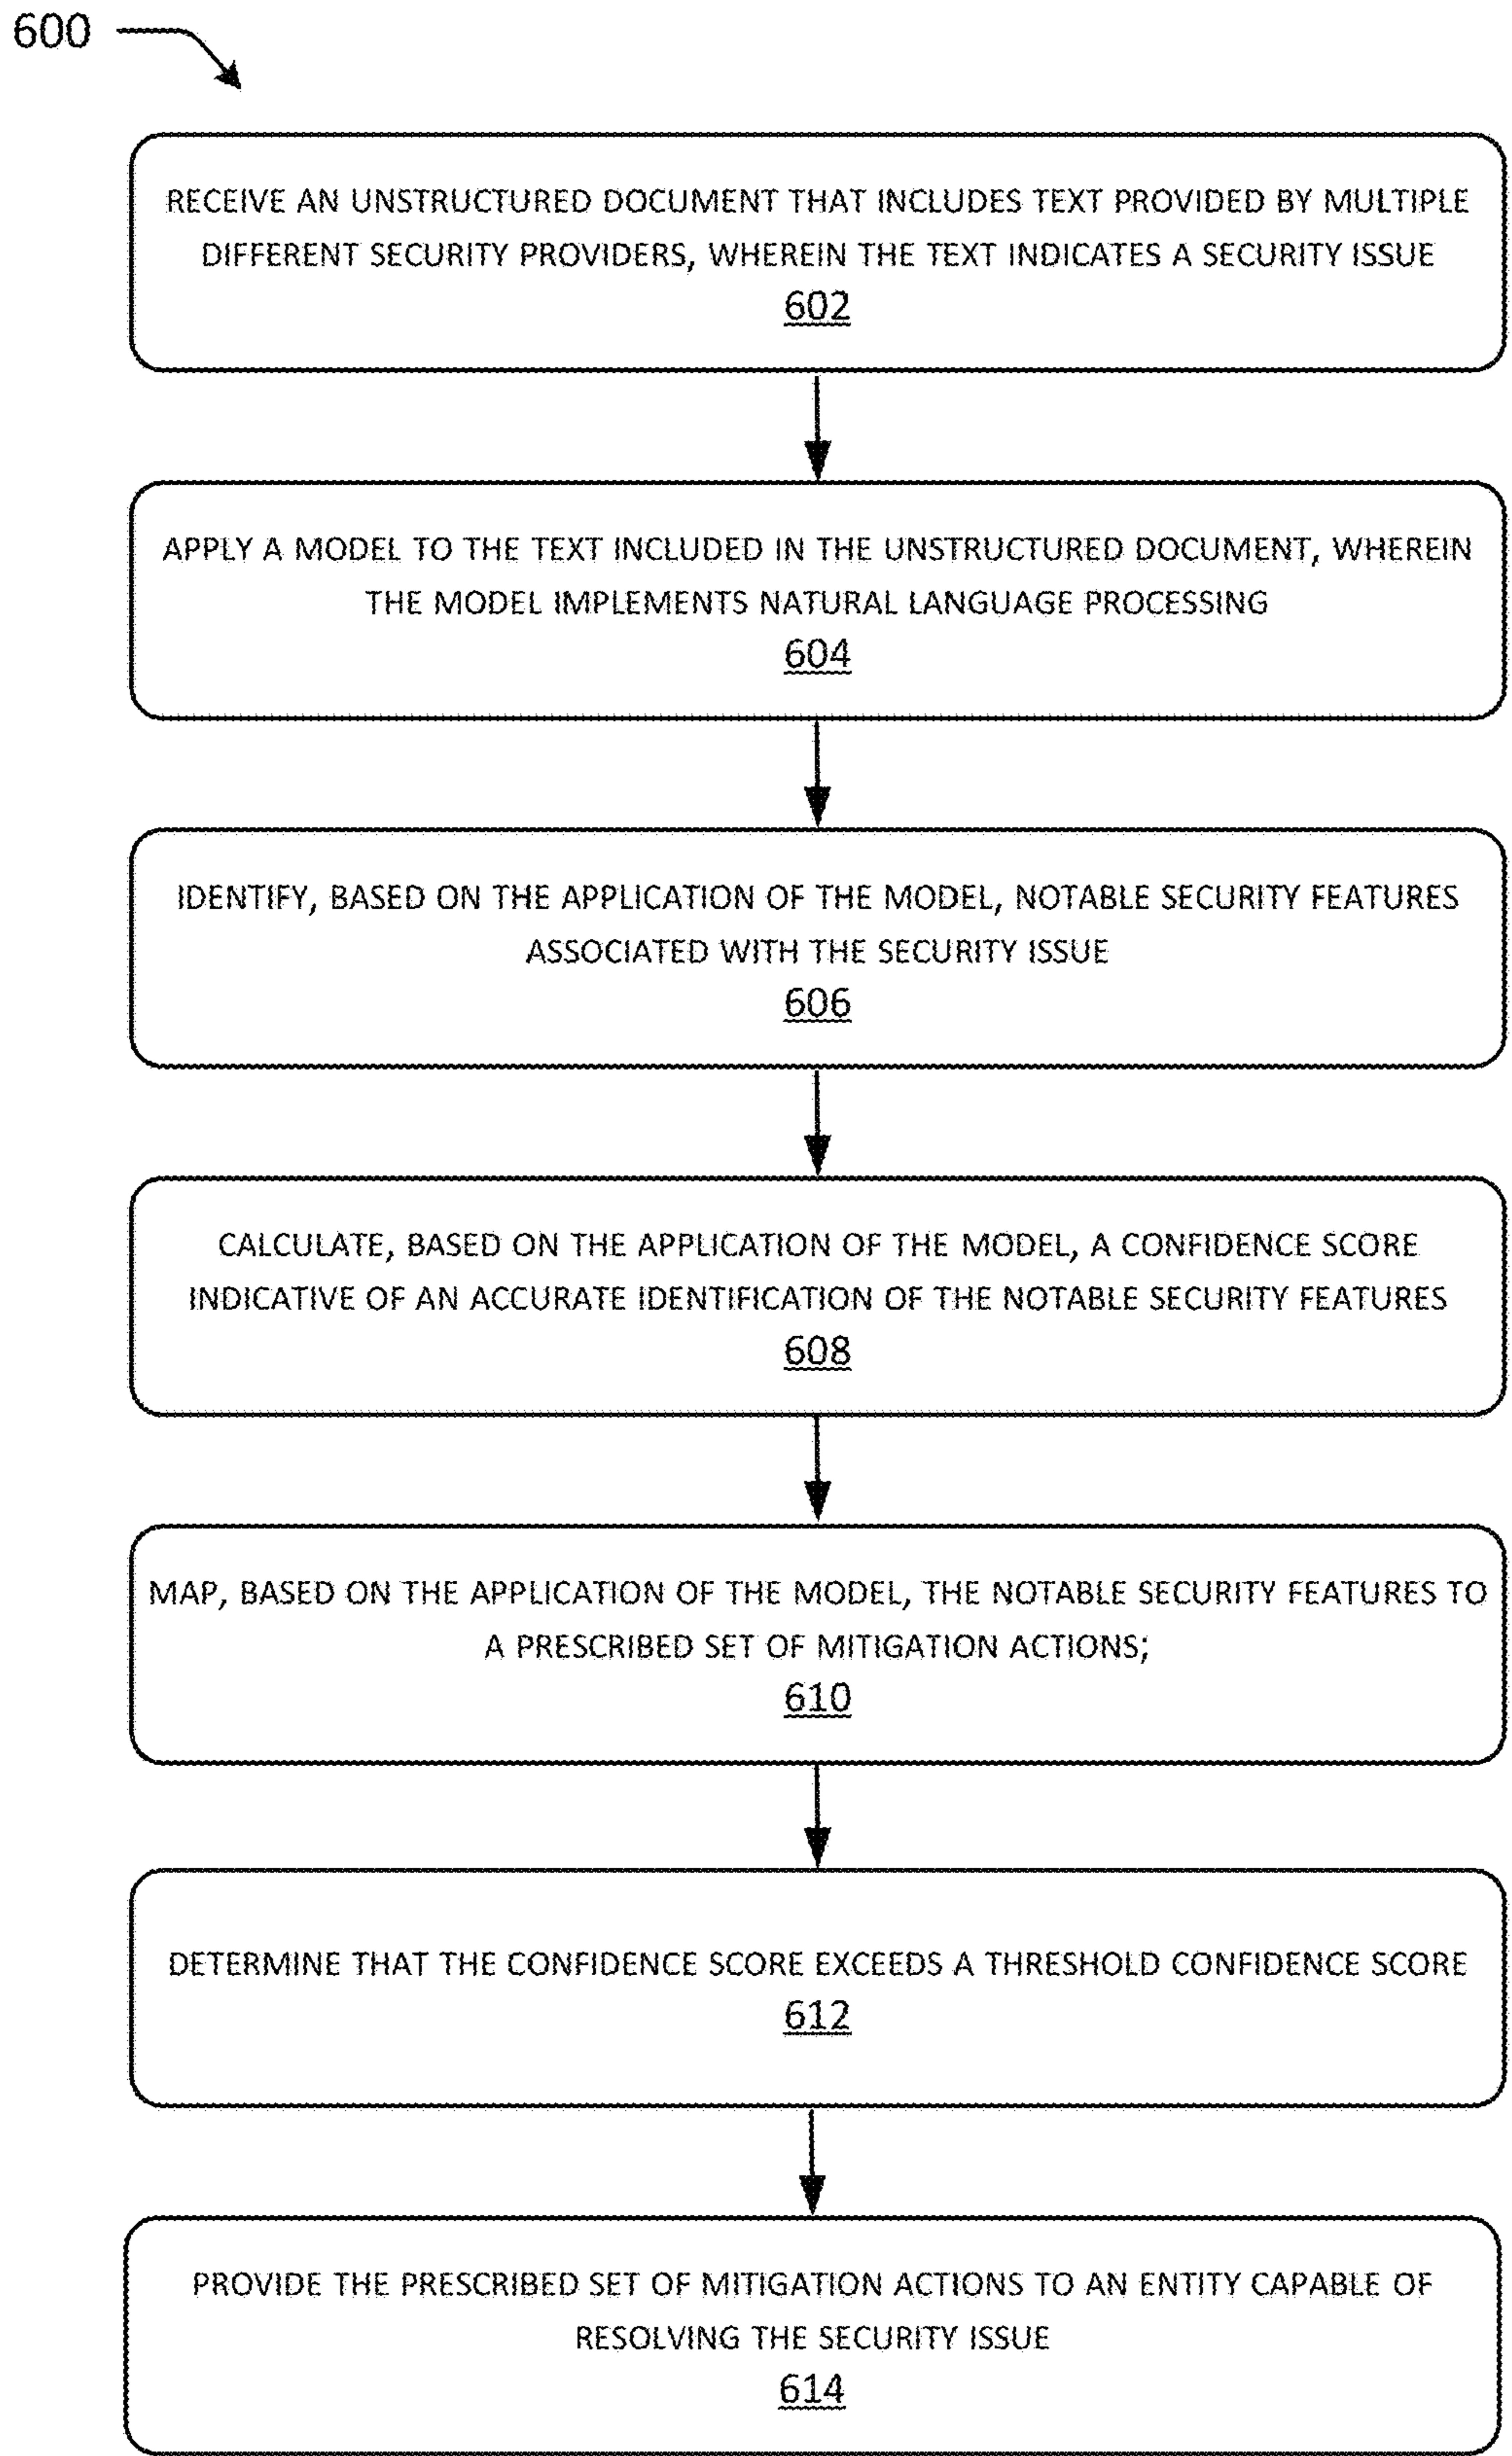 600
RECEIVE AN UNSTRUCTURED DOCUMENT THAT INCLUDES TEXT PROVIDED BY MULTIPLE
DIFFERENT SECURITY PROVIDERS, WHEREIN THE TEXT INDICATES A SECURITY ISSUE
602
APPLY A MODEL TO THE TEXT INCLUDED IN THE UNSTRUCTURED DOCUMENT, WHEREIN
THE MODEL IMPLEMENTS NATURAL LANGUAGE PROCESSING
604
IDENTIFY, BASED ON THE APPLICATION OF THE MODEL, NOTABLE SECURITY FEATURES
ASSOCIATED WITH THE SECURITY ISSUE
606
CALCULATE, BASED ON THE APPLICATION OF THE MODEL, A CONFIDENCE SCORE
INDICATIVE OF AN ACCURATE IDENTIFICATION OF THE NOTABLE SECURITY FEATURES
608
MAP, BASED ON THE APPLICATION OF THE MODEL, THE NOTABLE SECURITY FEATURES TO
A PRESCRIBED SET OF MITIGATION ACTIONS;
610
DETERMINE THAT THE CONFIDENCE SCORE EXCEEDS A THRESHOLD CONFIDENCE SCORE
612
PROVIDE THE PRESCRIBED SET OF MITIGATION ACTIONS TO AN ENTITY CAPABLE OF
RESOLVING THE SECURITY ISSUE
614